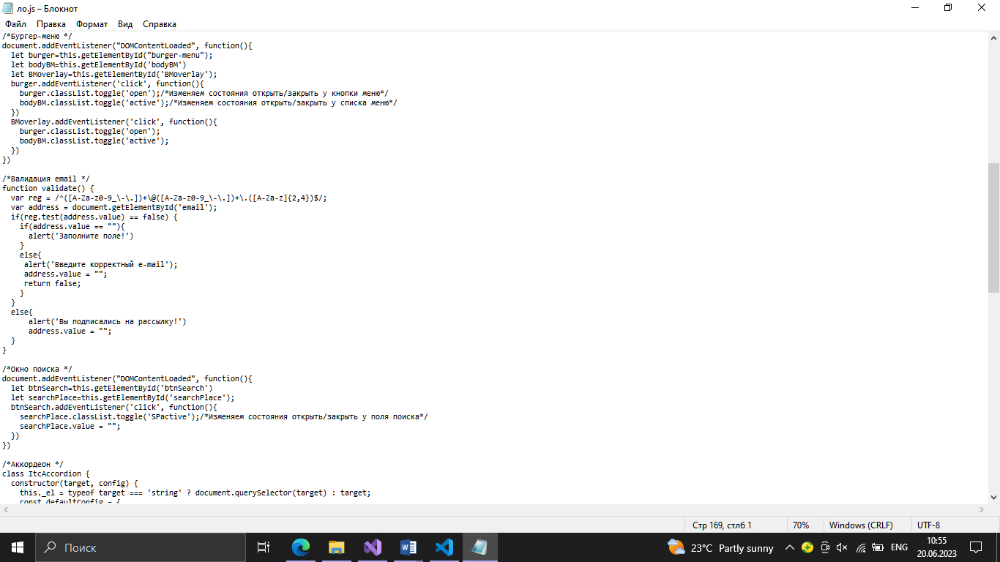 ло.js – Блокнот
Файл Правка Формат Вид Справка
/*Бургер-меню */
document.addEventListener("DOMContentLoaded", function(){
  let burger=this.getElementById("burger-menu");
  let bodyBM=this.getElementById('bodyBM')
  let BMoverlay=this.getElementById('BMoverlay');
  burger.addEventListener('click', function(){
    burger.classList.toggle('open');/*Изменяем состояния открыть/закрыть у кнопки меню*/
    bodyBM.classList.toggle('active');/*Изменяем состояния открыть/закрыть у списка меню*/
  })
  BMoverlay.addEventListener('click', function(){
    burger.classList.toggle('open');
    bodyBM.classList.toggle('active');
  })
})
/*Валидация email */
function validate() {
  var reg = /^([A-Za-z0-9_\-\.])+\@([A-Za-z0-9_\-\.])+\.([A-Za-z]{2,4})$/;
  var address = document.getElementById('email');
  if(reg.test(address.value) == false) {
    if(address.value == ""){
      alert('Заполните поле!')
    }
    else{
     alert('Введите корректный e-mail');
     address.value = "";
     return false;
    }
  }
  else{
      alert('Вы подписались на рассылку!')
      address.value = "";
  }
}
/*Окно поиска */
document.addEventListener("DOMContentLoaded", function(){
  let btnSearch=this.getElementById('btnSearch')
  let searchPlace=this.getElementById('searchPlace');
  btnSearch.addEventListener('click', function(){
    searchPlace.classList.toggle('SPactive');/*Изменяем состояния открыть/закрыть у поля поиска*/
    searchPlace.value = "";
  })
})
/*Аккордеон */
class ItcAccordion {
  constructor(target, config) {
    this._el = typeof target === 'string' ? document.querySelector(target) : target;
    const defaultConfig = {
Стр 169, стлб 1 70% Windows (CRLF) UTF-8
Поиск 23°C Partly sunny ENG 10:55
20.06.2023